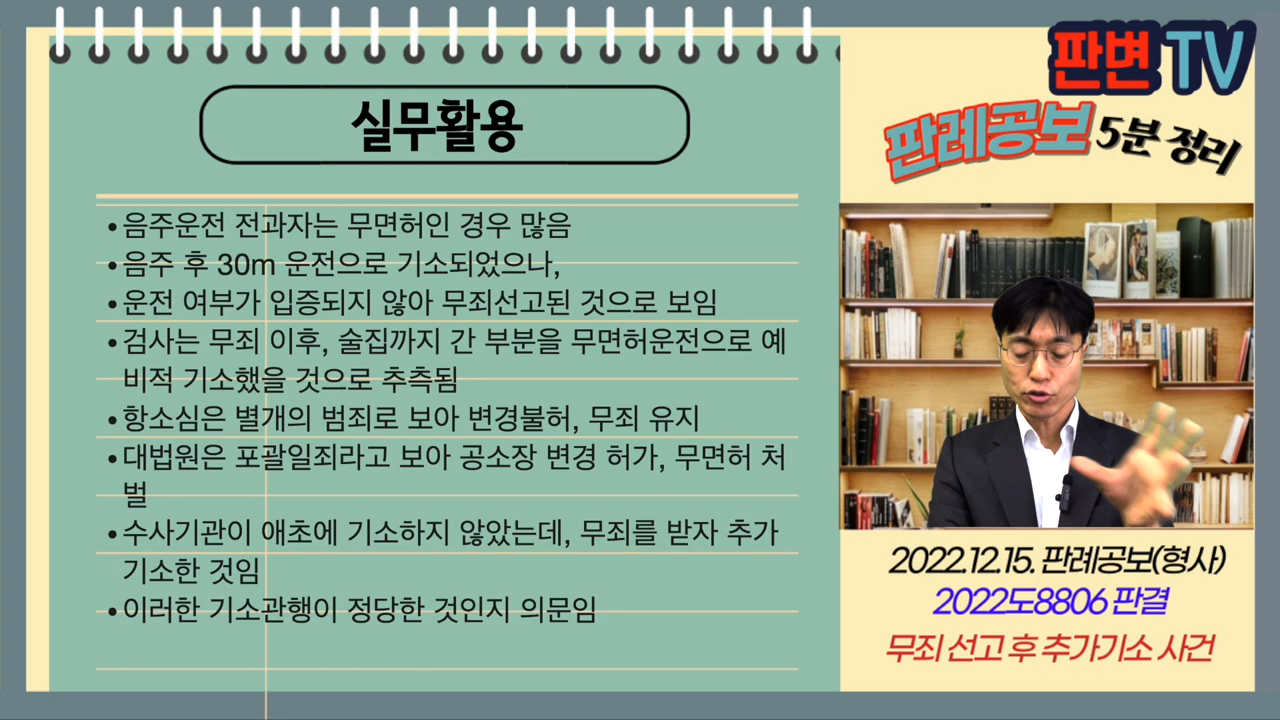 실무활용
•음주운전 전과자는 무면허인 경우 많음
•음주 후 30m 운전으로 기소되었으나,
•운전 여부가 입증되지 않아 무죄선고된 것으로 보임
•검사는 무죄 이후, 술집까지 간 부분을 무면허운전으로 예
비적 기소했을 것으로 추측됨
•항소심은 별개의 범죄로 보아 변경불허, 무죄 유지
•대법원은 포괄일죄라고 보아 공소장 변경 허가, 무면허 처
벌
•수사기관이 애초에 기소하지 않았는데, 무죄를 받자 추가
기소한 것임
•이러한 기소관행이 정당한 것인지 의문임
판변 TV
판례공보 5분 정리
2022.12.15. 판례공보(형사)
2022도8806 판결
무죄 선고 후 추가기소 사건